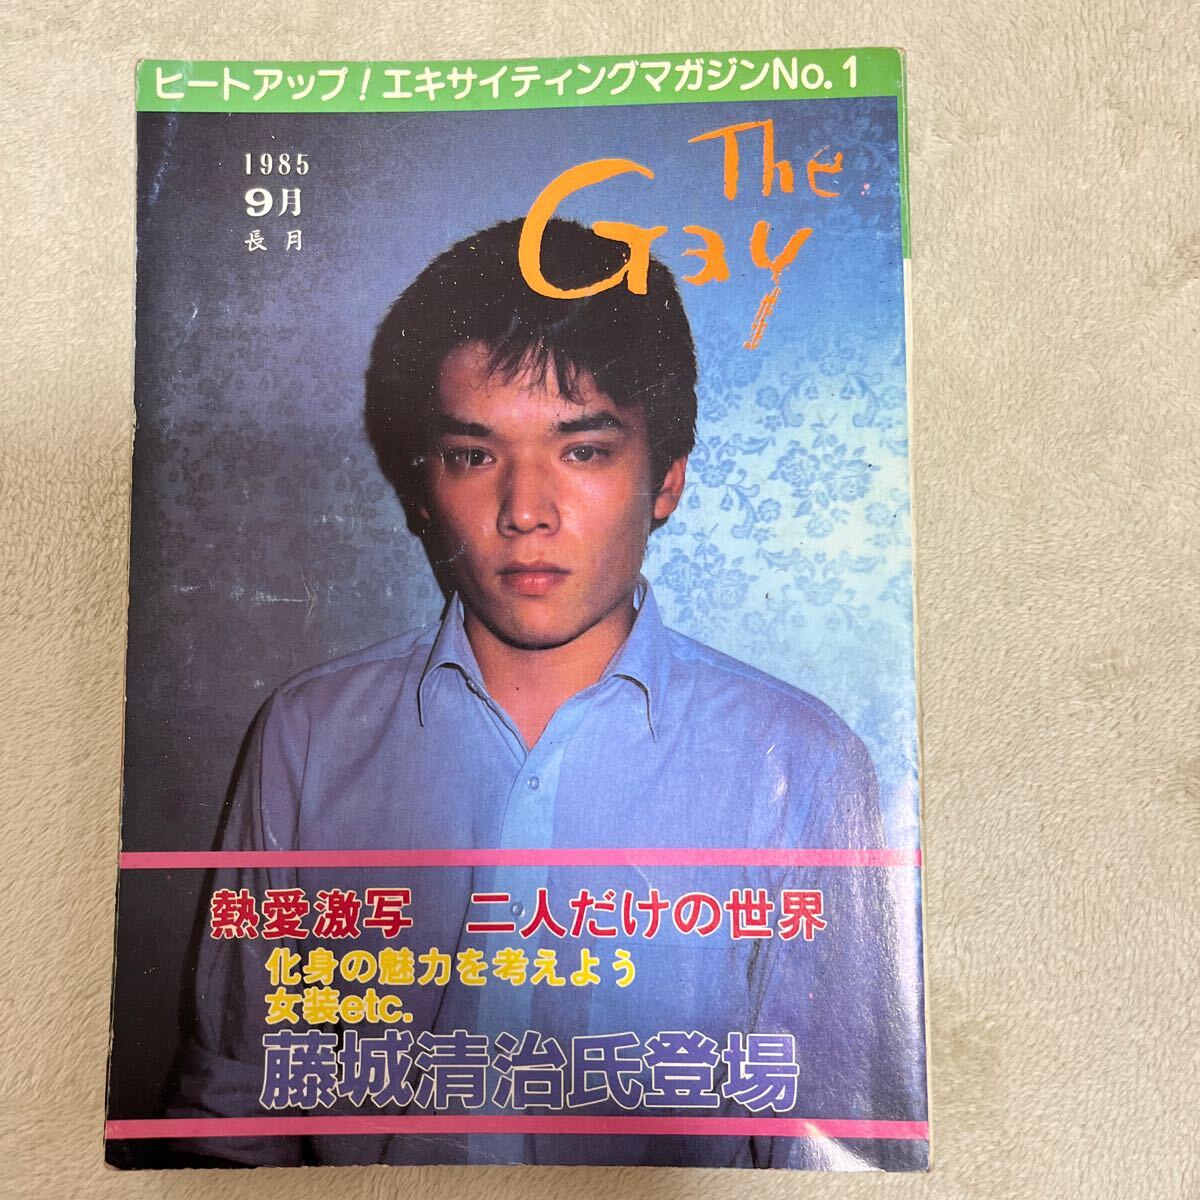 ヒートアップ!エキサイティングマガジンNo.1
1985
9月
長月
The
Gay
熱愛激写 二人だけの世界
化身の魅力を考えよう
女装etc.
藤城清治氏登場